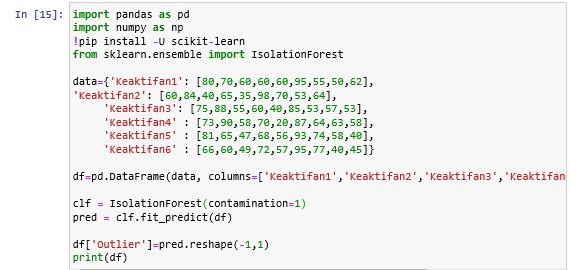 In [15]: import pandas as pd
import numpy as np
!pip install -U scikit-learn
from sklearn.ensemble import IsolationForest
data={'Keaktifan1': [80,70,60,60,60,95,55,50,62],
'Keaktifan2': [60,84,40,65,35,98,70,53,64],
'Keaktifan3': [75,88,55,60,40,85,53,57,53],
'Keaktifan4' : [73,90,58,70,20,87,64,63,58],
'Keaktifan5' : [81,65,47,68,56,93,74,58,40],
'Keaktifan6' : [66,60,49,72,57,95,77,40,45]}
df=pd.DataFrame(data, columns=['Keaktifan1','Keaktifan2','Keaktifan3','Keaktifan
clf = IsolationForest(contamination=1)
pred = clf.fit_predict(df)
df['Outlier']=pred.reshape(-1,1)
print(df)